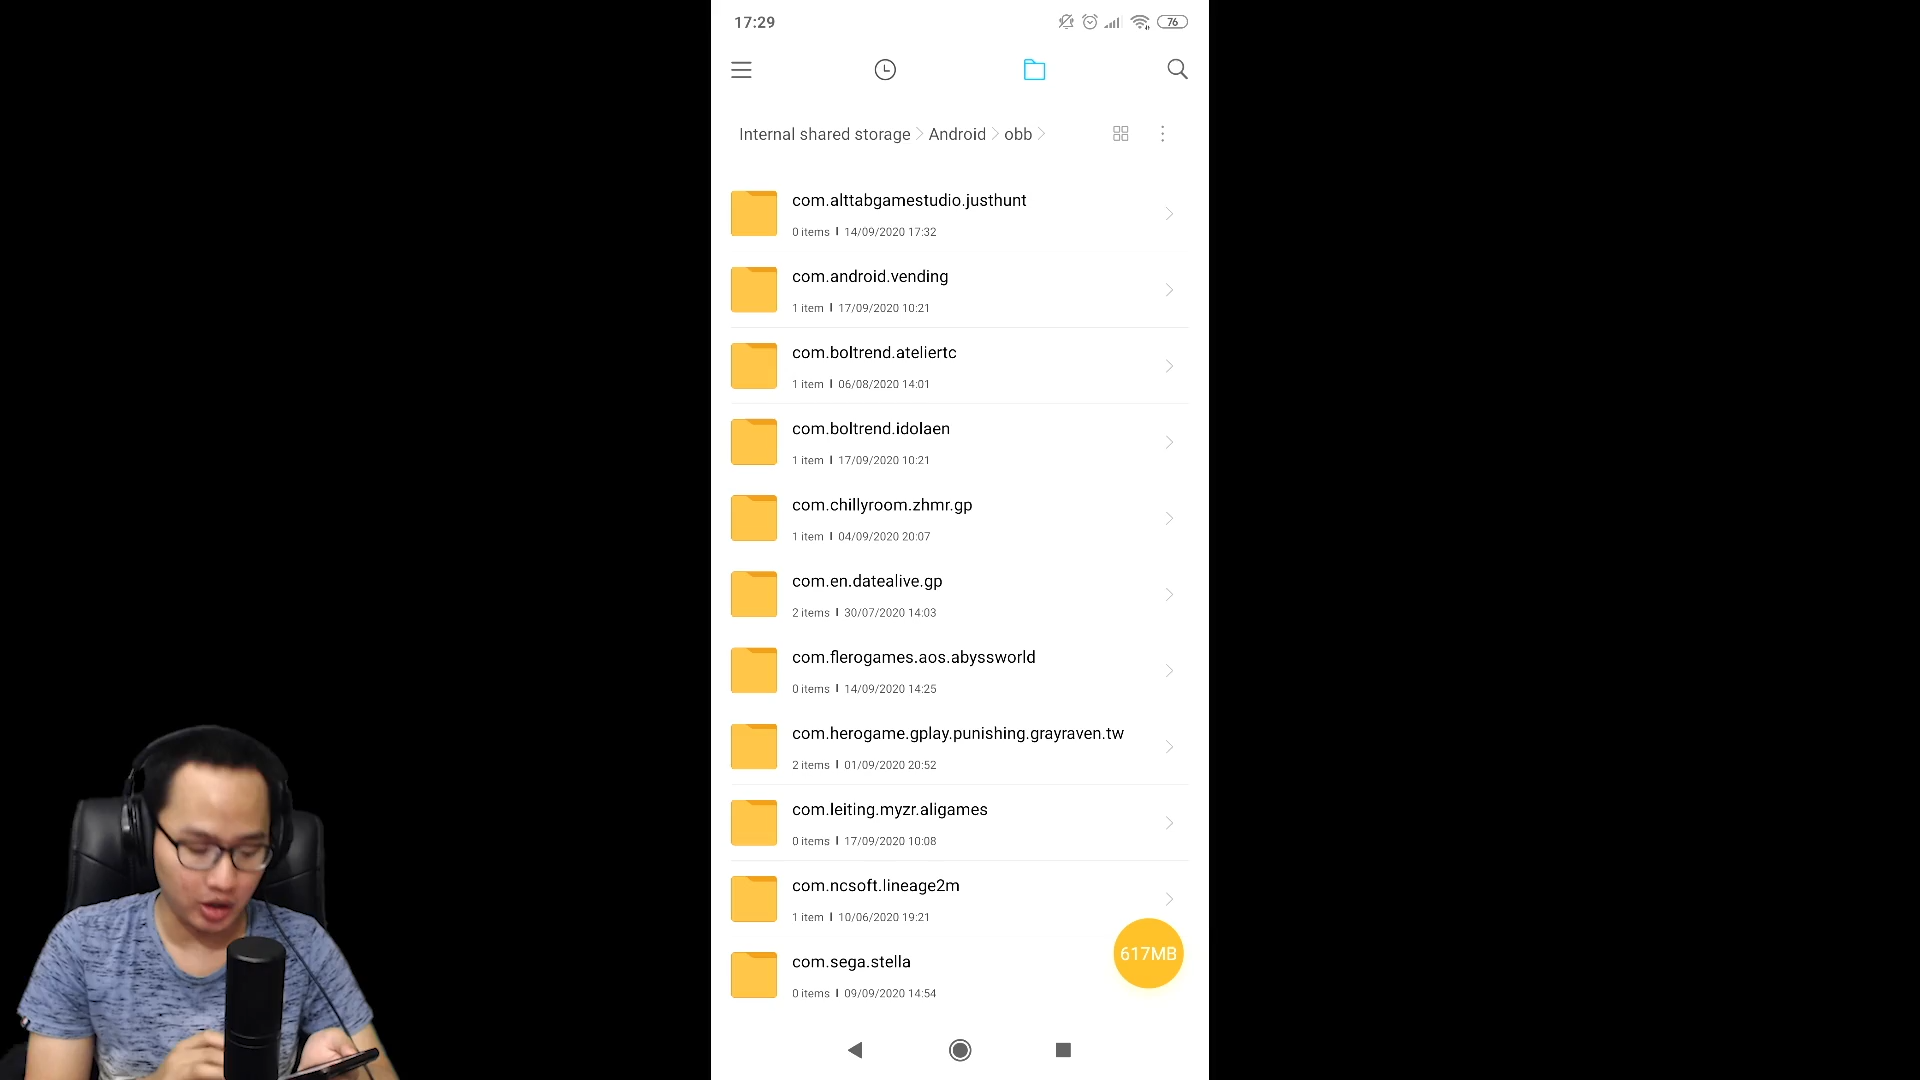 17:29
76
Internal shared storage > Android > obb >
com.alttabgamestudio.justhunt
0 items | 14/09/2020 17:32
com.android.vending
1 item | 17/09/2020 10:21
com.boltrend.ateliertc
1 item | 06/08/2020 14:01
com.boltrend.idolaen
1 item | 17/09/2020 10:21
com.chillyroom.zhmr.gp
1 item | 04/09/2020 20:07
com.en.datealive.gp
2 items | 30/07/2020 14:03
com.flerogames.aos.abyssworld
0 items | 14/09/2020 14:25
com.herogame.gplay.punishing.grayraven.tw
2 items | 01/09/2020 20:52
com.leiting.myzr.aligames
0 items | 17/09/2020 10:08
com.ncsoft.lineage2m
1 item | 10/06/2020 19:21
617MB
com.sega.stella
0 items | 09/09/2020 14:54